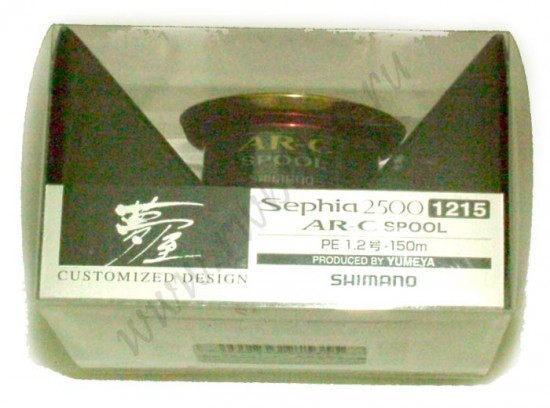 AR-C
SPOOL
SHIMANO
夢屋
CUSTOMIZED DESIGN
Sephia 2500 1215
AR-C SPOOL
PE 1.2号-150m
PRODUCED BY YUMEYA
SHIMANO